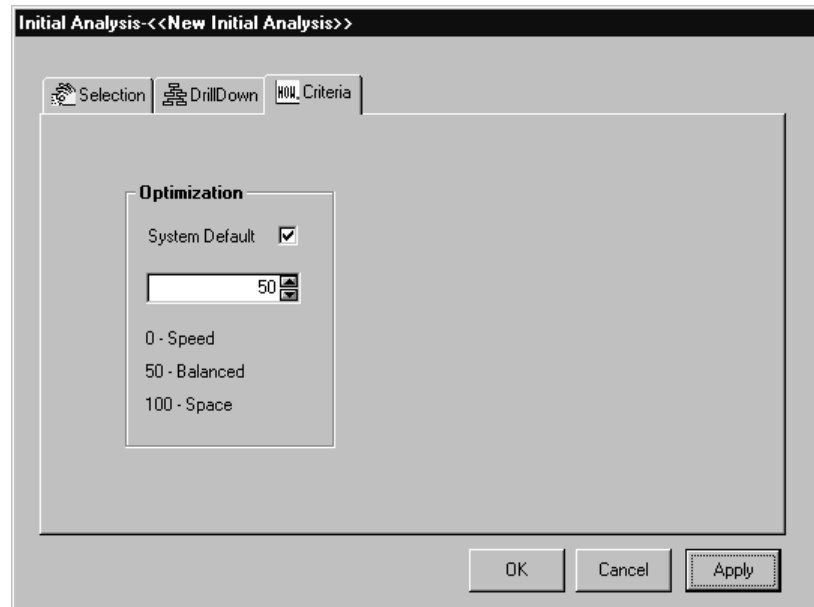 Initial Analysis-<<New Initial Analysis>>
Selection DrillDown HOW. Criteria
Optimization
System Default
50
0 - Speed
50 - Balanced
100 - Space
OK Cancel Apply